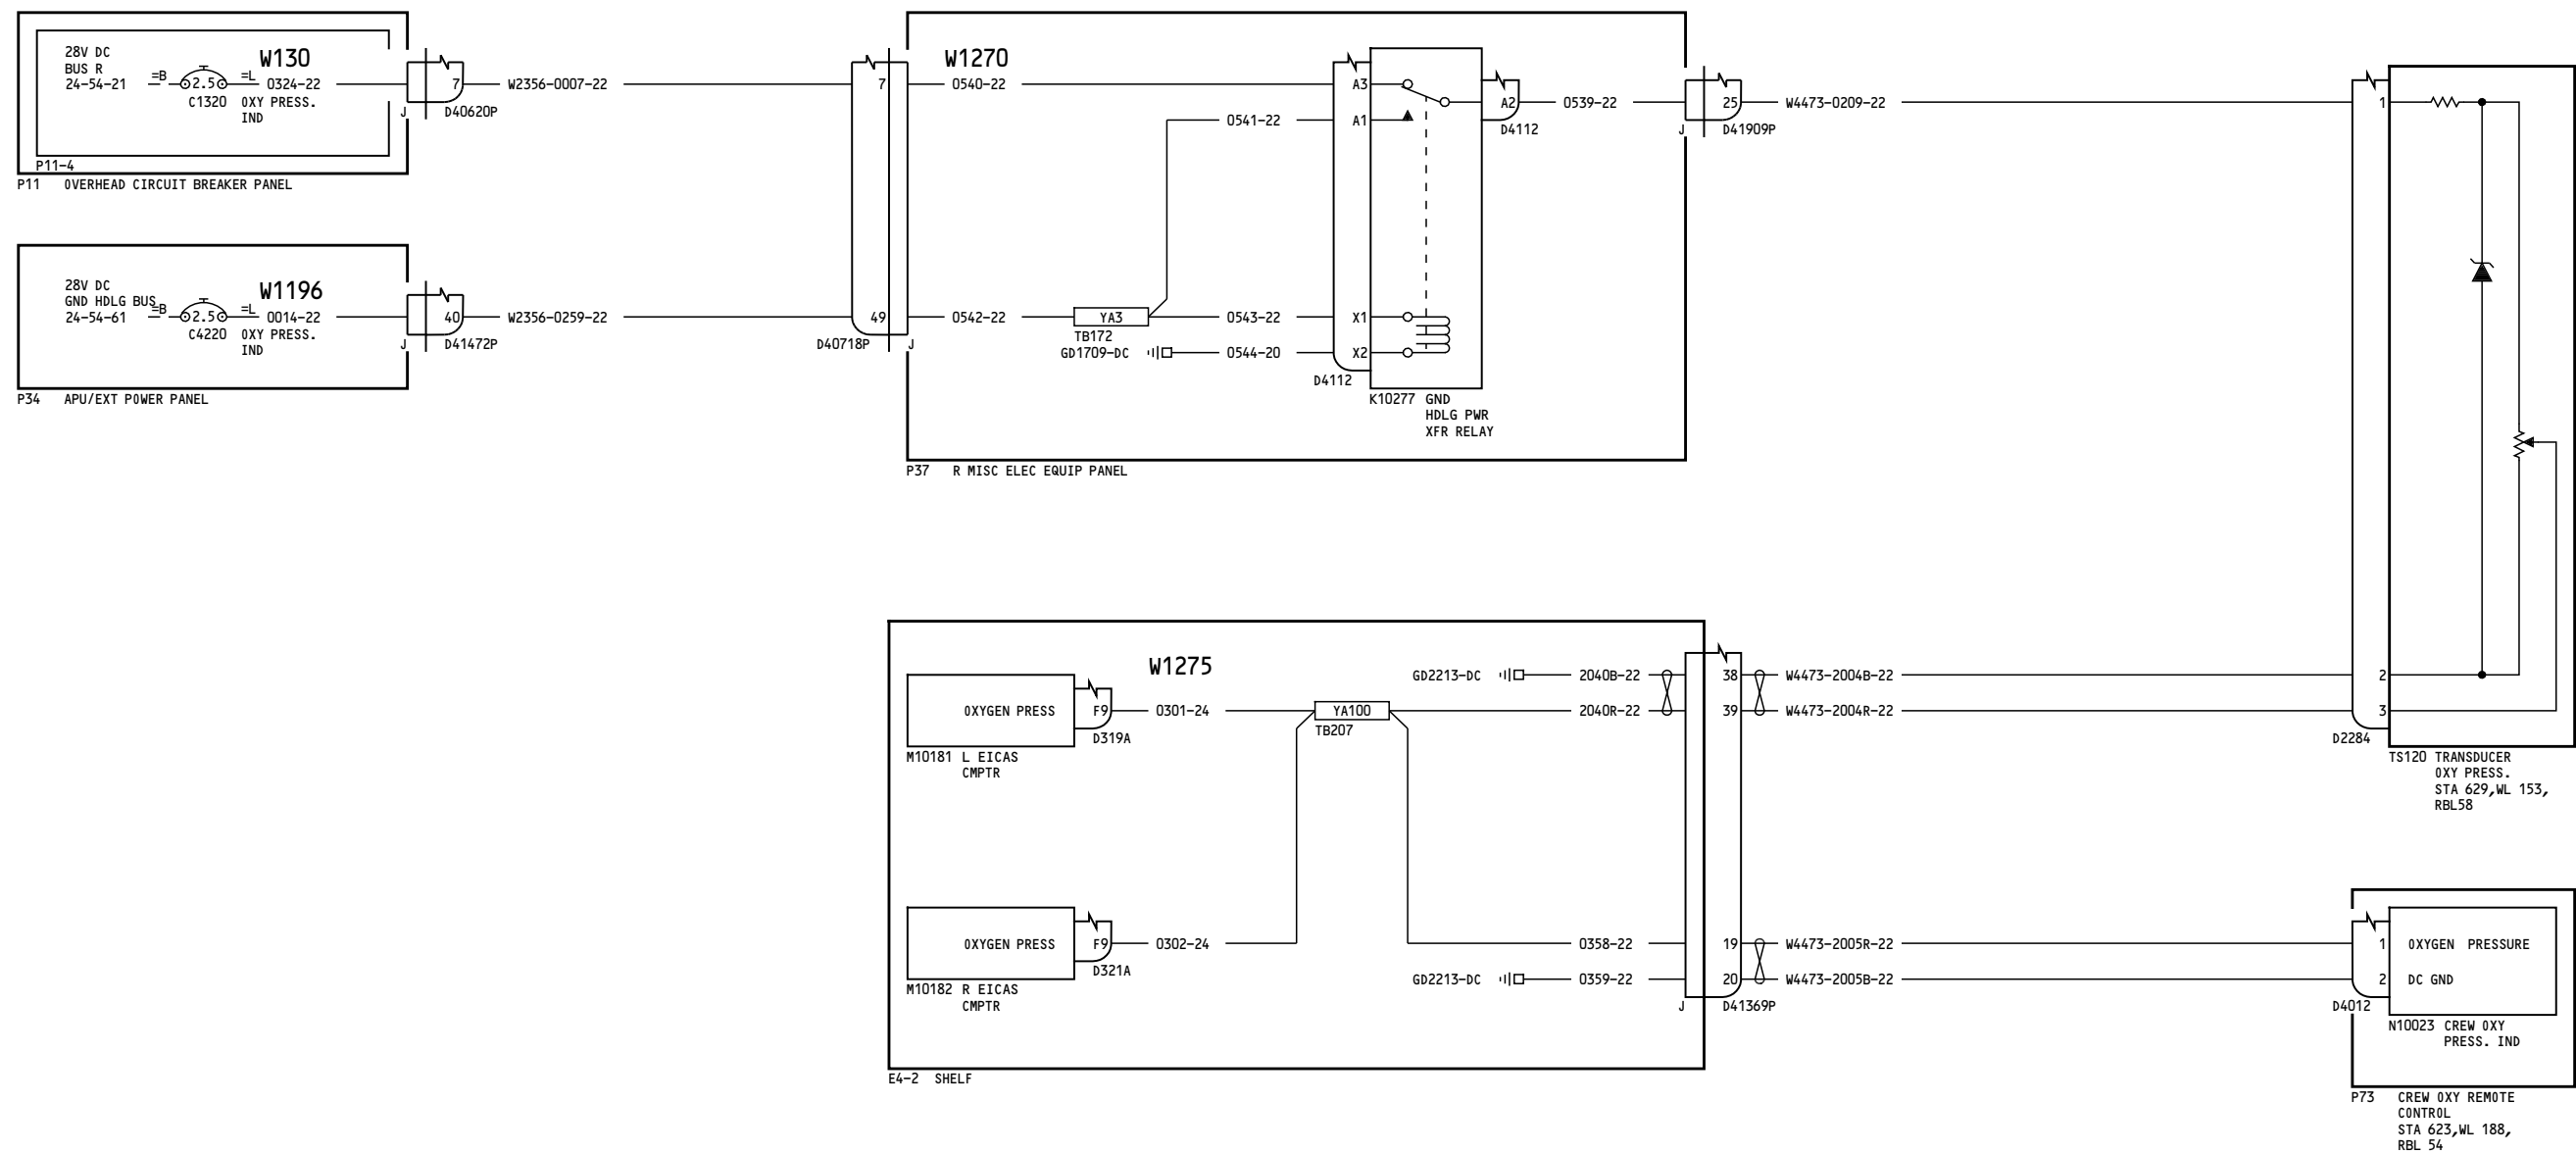 28V DC
BUS R
24-54-21
=B
2.5
=L
W130
0324-22
C1320
OXY PRESS.
IND
J
7
D40620P
W2356-0007-22
P11-4
P11 OVERHEAD CIRCUIT BREAKER PANEL
28V DC
GND HDLG BUS
24-54-61
=B
2.5
=L
W1196
0014-22
C4220
OXY PRESS.
IND
J
40
D41472P
W2356-0259-22
P34 APU/EXT POWER PANEL
7
49
D40718P
J
W1270
0540-22
0541-22
0542-22
YA3
TB172
0543-22
GD1709-DC
0544-20
A3
A1
X1
X2
D4112
A2
D4112
0539-22
K10277 GND
HDLG PWR
XFR RELAY
P37 R MISC ELEC EQUIP PANEL
J
25
D41909P
W4473-0209-22
1
2
3
D2284
TS120 TRANSDUCER
OXY PRESS.
STA 629,WL 153,
RBL58
W1275
OXYGEN PRESS
F9
D319A
M10181 L EICAS
CMPTR
0301-24
YA100
TB207
GD2213-DC
2040B-22
2040R-22
38
39
W4473-2004B-22
W4473-2004R-22
OXYGEN PRESS
F9
D321A
M10182 R EICAS
CMPTR
0302-24
0358-22
GD2213-DC
0359-22
19
20
J
D41369P
W4473-2005R-22
W4473-2005B-22
E4-2 SHELF
1
2
OXYGEN PRESSURE
DC GND
D4012
N10023 CREW OXY
PRESS. IND
P73 CREW OXY REMOTE
CONTROL
STA 623,WL 188,
RBL 54